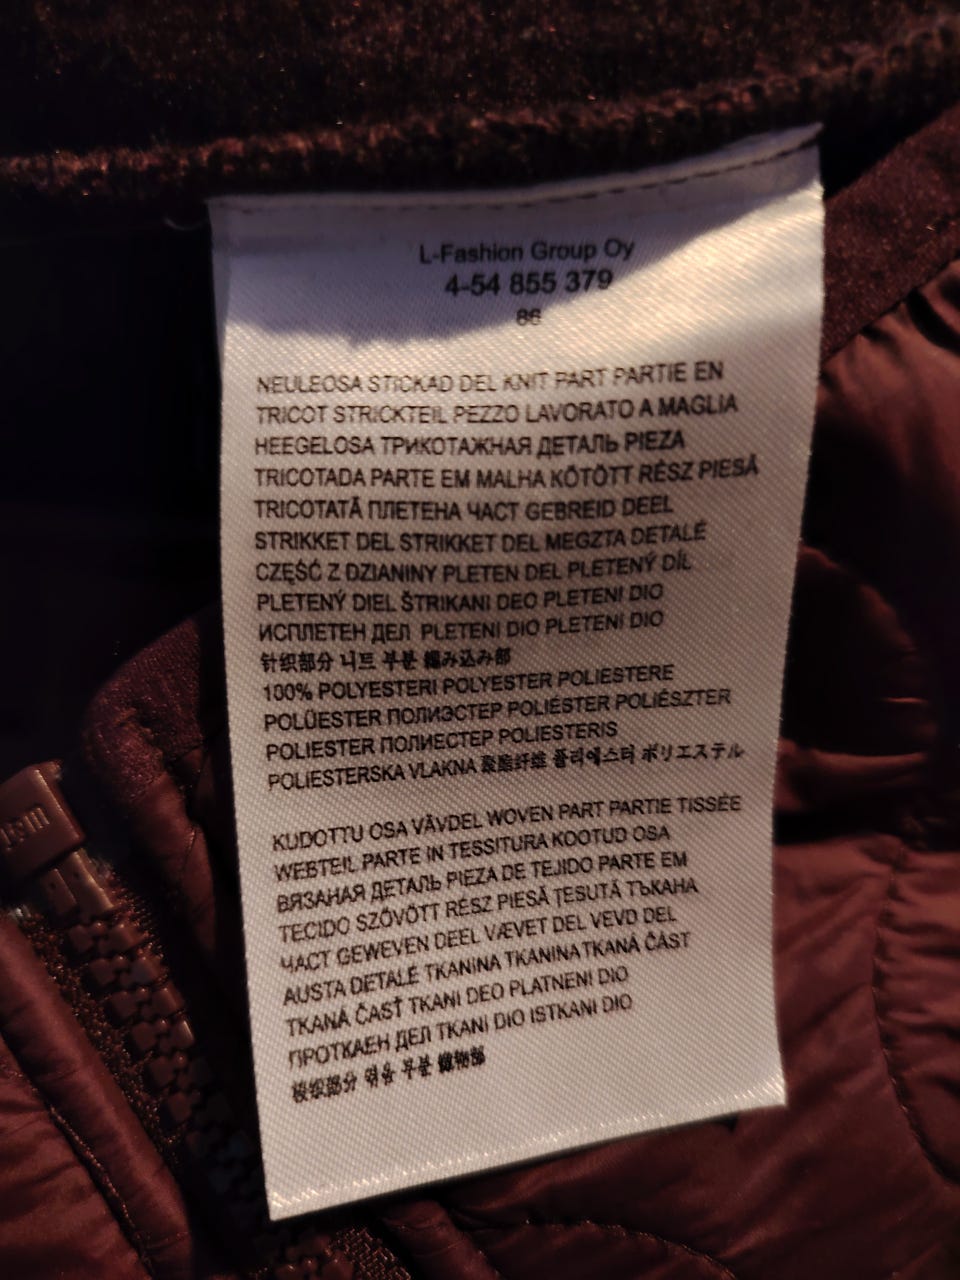 L-Fashion Group Oy
4-54 855 379
86
NEULEOSA STICKAD DEL KNIT PART PARTIE EN
TRICOT STRICKTEIL PEZZO LAVORATO A MAGLIA
HEEGELOSA ТРИКОТАЖНАЯ ДЕТАЛЬ PIEZA
TRICOTADA PARTE EM MALHA KÖTÖTT RÉSZ PIESĂ
TRICOTATĂ ПЛЕТЕНА ЧАСТ GEBREID DEEL
STRIKKET DEL STRIKKET DEL MEGZTA DETALĖ
CZĘŚĆ Z DZIANINY PLETEN DEL PLETENÝ DÍL
PLETENÝ DIEL ŠTRIKANI DEO PLETENI DIO
ИСПЛЕТЕН ДЕЛ PLETENI DIO PLETENI DIO
针织部分 니트 부분 編み込み部
100% POLYESTERI POLYESTER POLIESTERE
POLÜESTER ПОЛИЭСТЕР POLIÉSTER POLIÉSZTER
POLIESTER ПОЛИЕСТЕР POLIESTERIS
POLIESTERSKA VLAKNA 聚酯纤维 폴리에스터 ポリエステル
KUDOTTU OSA VÄVDEL WOVEN PART PARTIE TISSÉE
WEBTEIL PARTE IN TESSITURA KOOTUD OSA
ВЯЗАНАЯ ДЕТАЛЬ PIEZA DE TEJIDO PARTE EM
TECIDO SZÖVÖTT RÉSZ PIESĂ ȚESUTĂ ТЪКАНА
ЧАСТ GEWEVEN DEEL VÆVET DEL VEVD DEL
AUSTA DETALĖ TKANINA TKANINA TKANÁ ČÁST
TKANÁ ČASŤ TKANI DEO PLATNENI DIO
ПРОТКАЕН ДЕЛ TKANI DIO ISTKANI DIO
梭织部分 엮음 부분 織物部